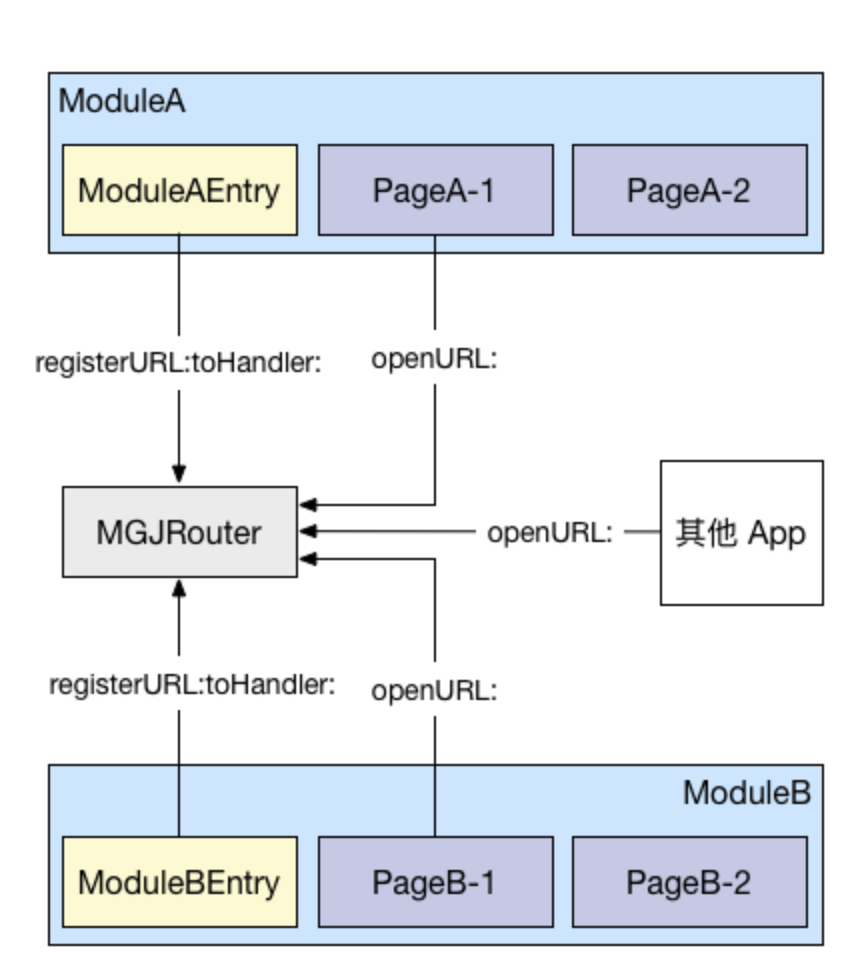 ModuleA
ModuleAEntry
PageA-1
PageA-2
registerURL:toHandler:
openURL:
MGJRouter
openURL:
其他 App
registerURL:toHandler:
openURL:
ModuleB
ModuleBEntry
PageB-1
PageB-2